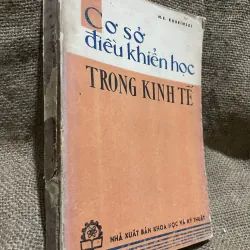 Cơ sở
điều khiển học
TRONG KINH TẾ
NHÀ XUẤT BẢN KHOA HỌC VÀ KỸ THUẬT